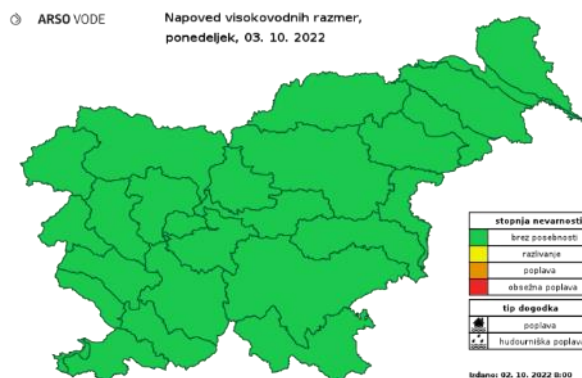 ARSO VODE
Napoved visokovodnih razmer,
ponedeljek, 03. 10. 2022
stopnja nevarnosti
brez posebnosti
razlivanje
poplava
obsežna poplava
tip dogodka
poplava
hudourniška poplava
Izdano: 02. 10. 2022 8:00